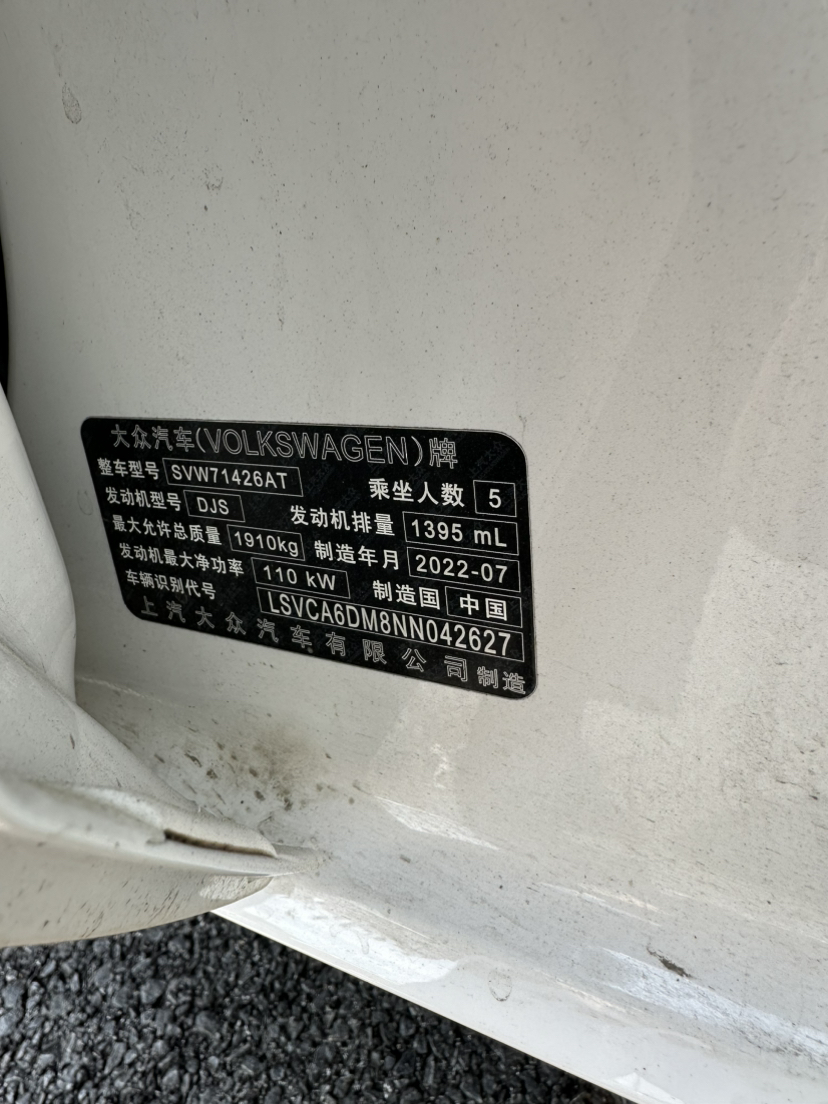 大众汽车(VOLKSWAGEN)牌
整车型号 SVW71426AT 乘坐人数 5
发动机型号 DJS 发动机排量 1395 mL
最大允许总质量 1910kg 制造年月 2022-07
发动机最大净功率 110 kW 制造国 中国
车辆识别代号 LSVCA6DM8NN042627
上汽大众汽车有限公司 制造